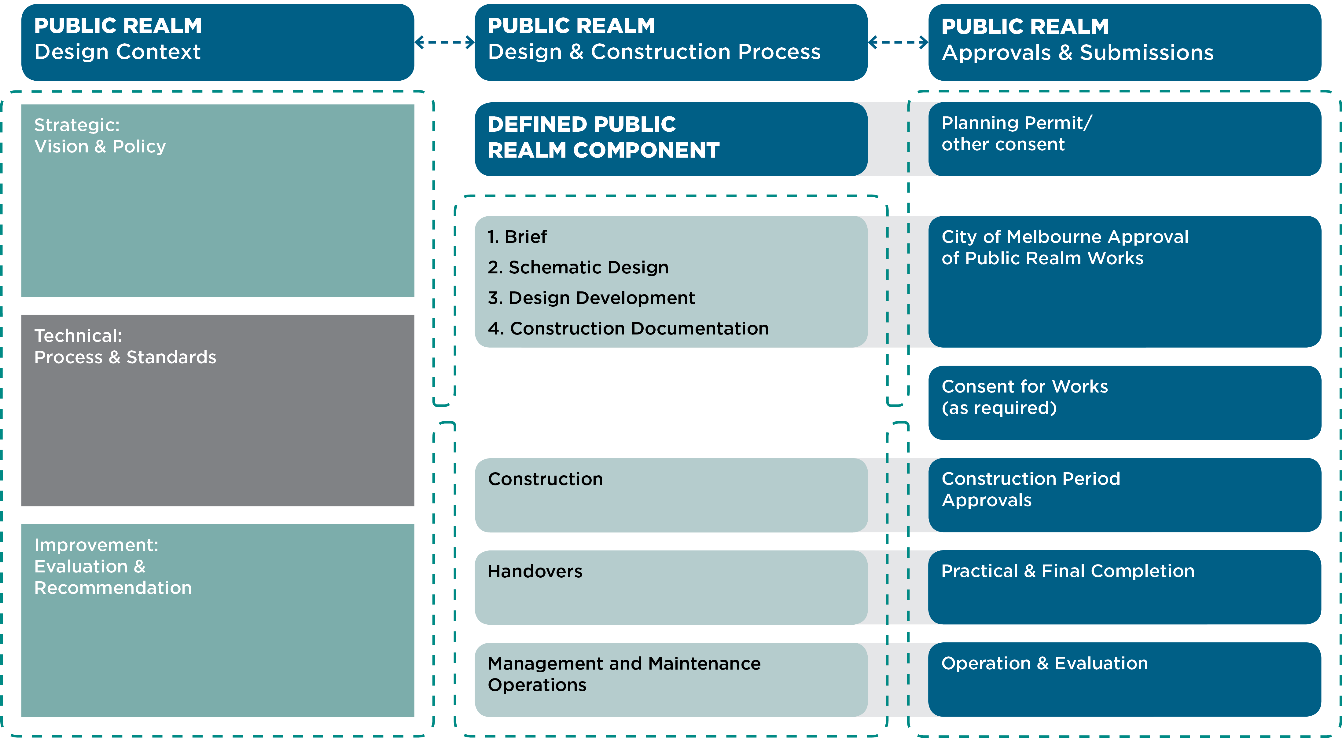 PUBLIC REALM
Design Context
PUBLIC REALM
Design & Construction Process
PUBLIC REALM
Approvals & Submissions
Strategic:
Vision & Policy
Technical:
Process & Standards
Improvement:
Evaluation &
Recommendation
DEFINED PUBLIC
REALM COMPONENT
1. Brief
2. Schematic Design
3. Design Development
4. Construction Documentation
Construction
Handovers
Management and Maintenance
Operations
Planning Permit/
other consent
City of Melbourne Approval
of Public Realm Works
Consent for Works
(as required)
Construction Period
Approvals
Practical & Final Completion
Operation & Evaluation